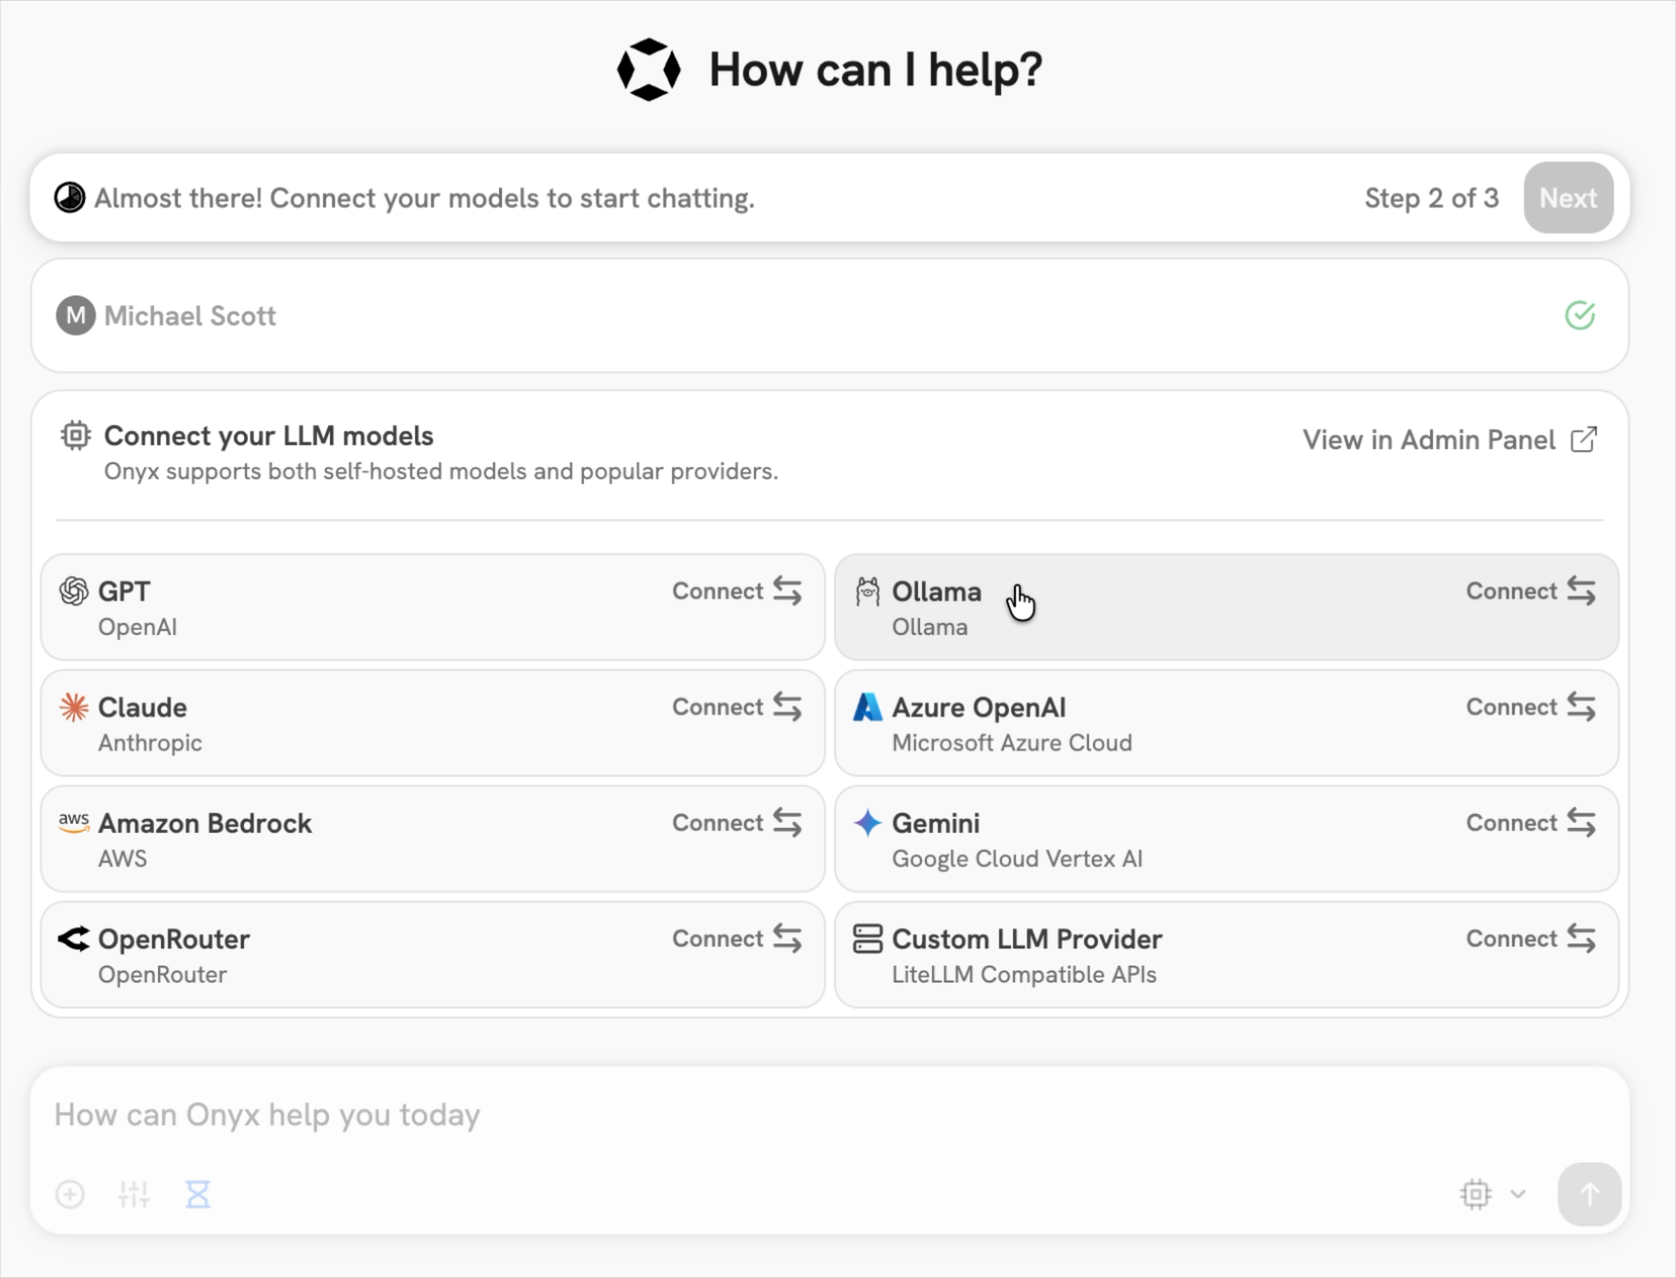 How can I help?
Almost there! Connect your models to start chatting.
Step 2 of 3
Next
M
Michael Scott
Connect your LLM models
View in Admin Panel
Onyx supports both self-hosted models and popular providers.
GPT
Connect
OpenAI
Ollama
Connect
Ollama
Claude
Connect
Anthropic
Azure OpenAI
Connect
Microsoft Azure Cloud
aws
Amazon Bedrock
Connect
AWS
Gemini
Connect
Google Cloud Vertex AI
OpenRouter
Connect
OpenRouter
Custom LLM Provider
Connect
LiteLLM Compatible APIs
How can Onyx help you today